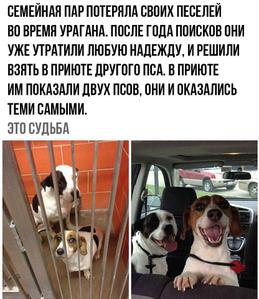 СЕМЕЙНАЯ ПАР ПОТЕРЯЛА СВОИХ ПЕСЕЛЕЙ
ВО ВРЕМЯ УРАГАНА. ПОСЛЕ ГОДА ПОИСКОВ ОНИ
УЖЕ УТРАТИЛИ ЛЮБУЮ НАДЕЖДУ, И РЕШИЛИ
ВЗЯТЬ В ПРИЮТЕ ДРУГОГО ПСА. В ПРИЮТЕ
ИМ ПОКАЗАЛИ ДВУХ ПСОВ, ОНИ И ОКАЗАЛИСЬ
ТЕМИ САМЫМИ.
ЭТО СУДЬБА